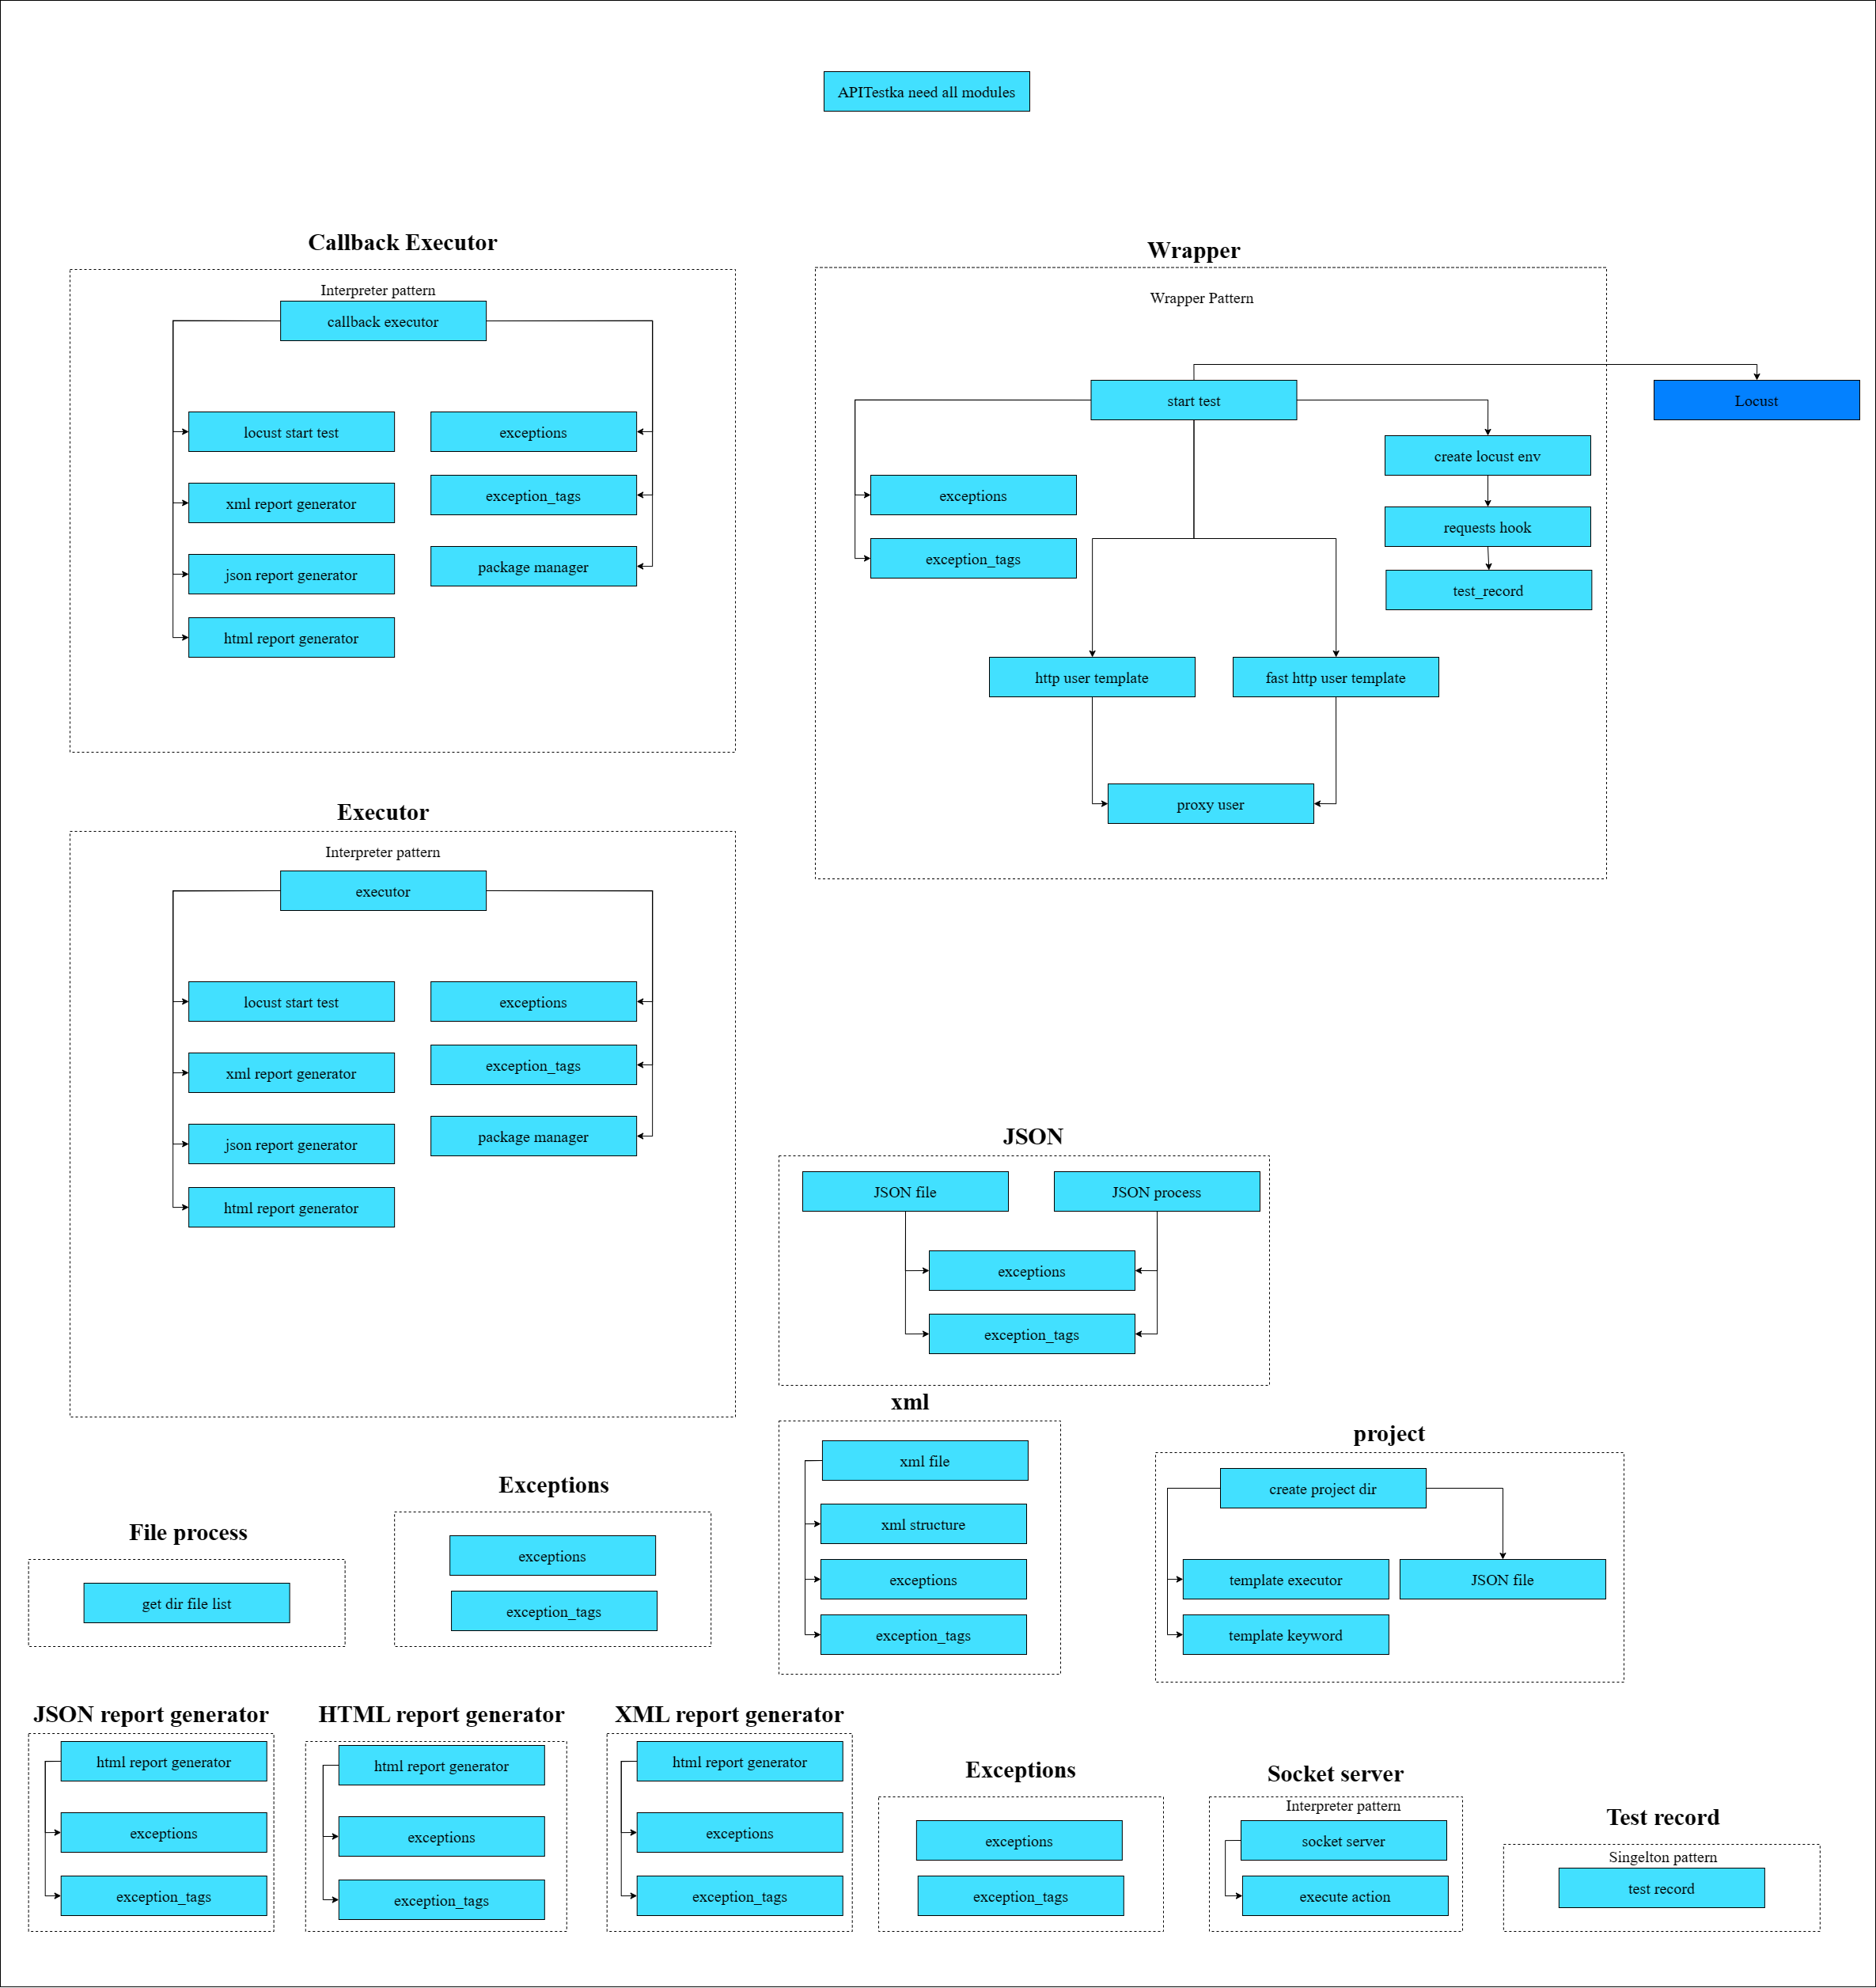 APITestka need all modules
Callback Executor
Interpreter pattern
callback executor
locust start test
exceptions
xml report generator
exception_tags
json report generator
package manager
html report generator
Wrapper
Wrapper Pattern
start test
Locust
create locust env
exceptions
requests hook
exception_tags
test_record
http user template
fast http user template
proxy user
Executor
Interpreter pattern
executor
locust start test
exceptions
xml report generator
exception_tags
json report generator
package manager
html report generator
JSON
JSON file
JSON process
exceptions
exception_tags
xml
xml file
xml structure
exceptions
exception_tags
project
create project dir
template executor
JSON file
template keyword
Exceptions
exceptions
exception_tags
File process
get dir file list
JSON report generator
html report generator
exceptions
exception_tags
HTML report generator
html report generator
exceptions
exception_tags
XML report generator
html report generator
exceptions
exception_tags
Exceptions
exceptions
exception_tags
Socket server
Interpreter pattern
socket server
execute action
Test record
Singelton pattern
test record